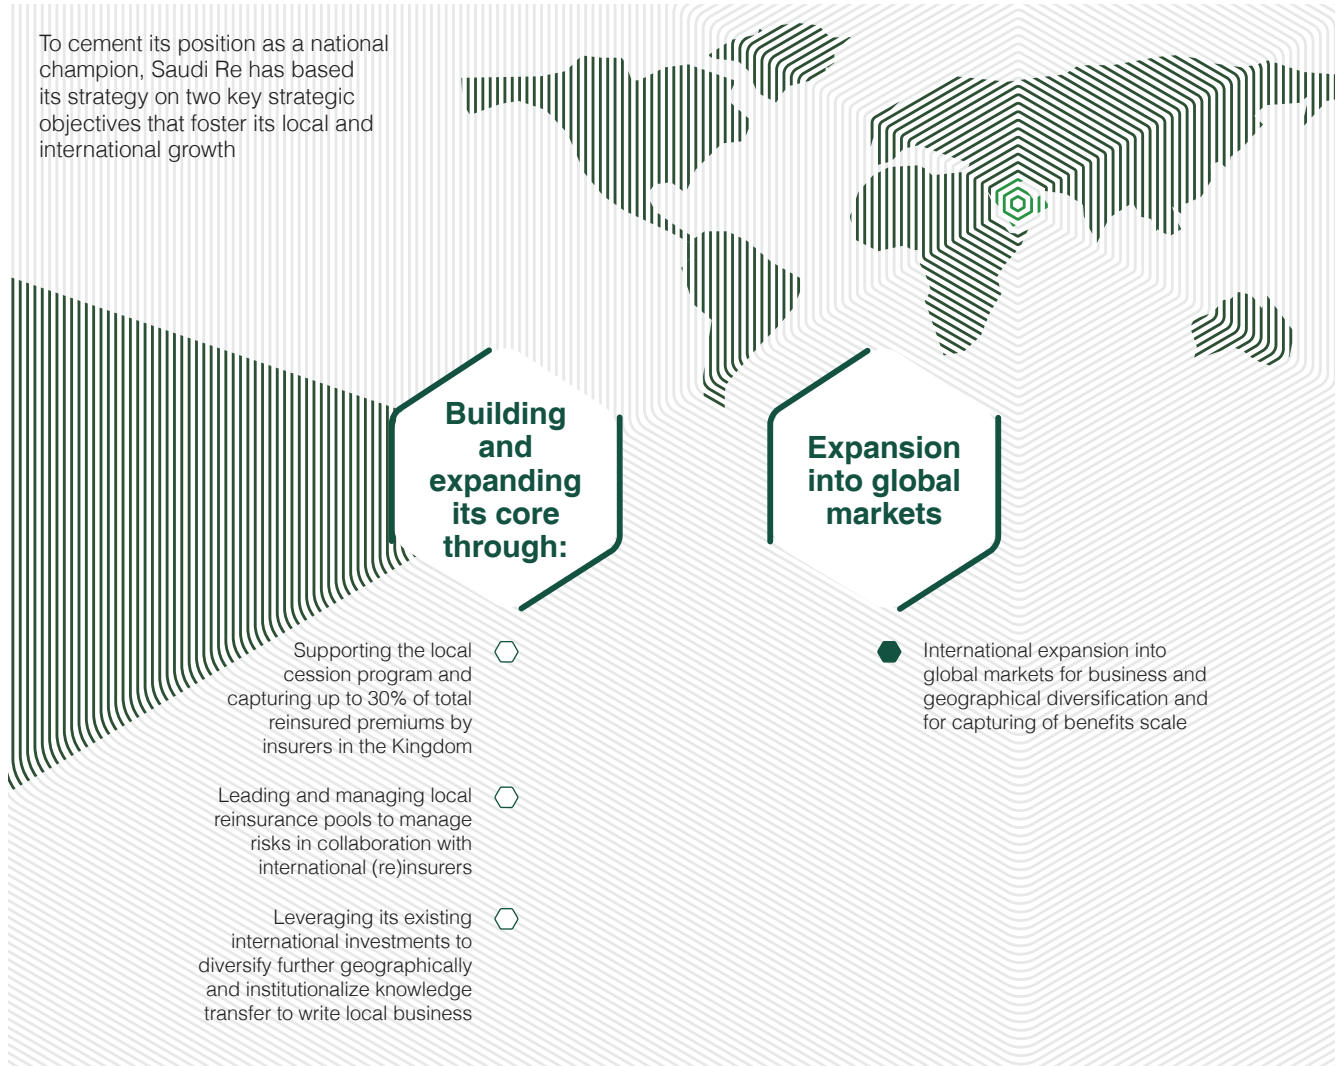 To cement its position as a national
champion, Saudi Re has based
its strategy on two key strategic
objectives that foster its local and
international growth
Building
and
expanding
its core
through:
Supporting the local
cession program and
capturing up to 30% of total
reinsured premiums by
insurers in the Kingdom
Leading and managing local
reinsurance pools to manage
risks in collaboration with
international (re)insurers
Leveraging its existing
international investments to
diversify further geographically
and institutionalize knowledge
transfer to write local business
Expansion
into global
markets
International expansion into
global markets for business and
geographical diversification and
for capturing of benefits scale